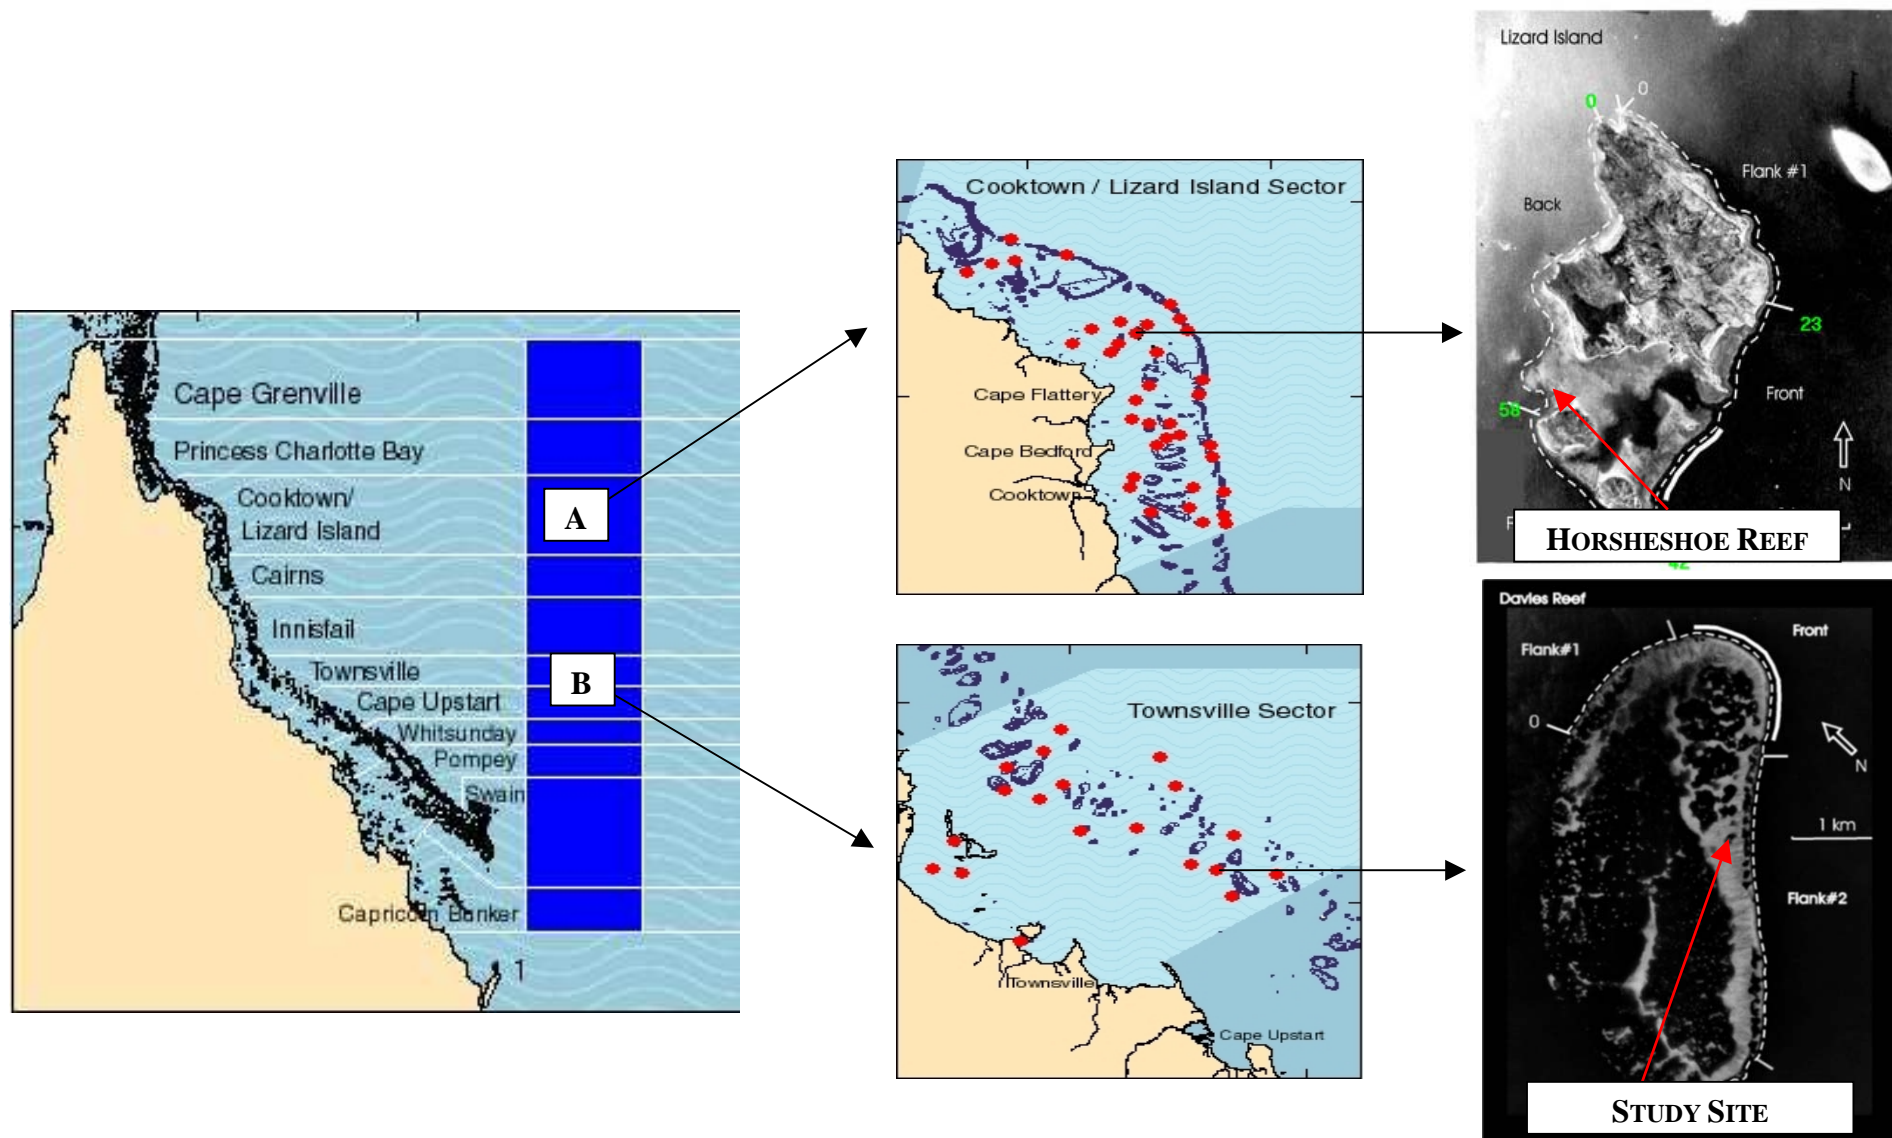 Cape Grenville
Princess Charlotte Bay
Cooktown/
Lizard Island
Cairns
Innisfail
Townsville
Cape Upstart
Whitsunday
Pompey
Swain
Capricorn Bunker
1
A
B
Cooktown / Lizard Island Sector
Cape Flattery
Cape Bedford
Cooktown
Townsville Sector
Townsville
Cape Upstart
Lizard Island
0
0
Flank #1
Back
23
Front
58
N
HORSHESHOE REEF
42
Davies Reef
Front
Flank#1
0
N
1 km
Flank#2
STUDY SITE